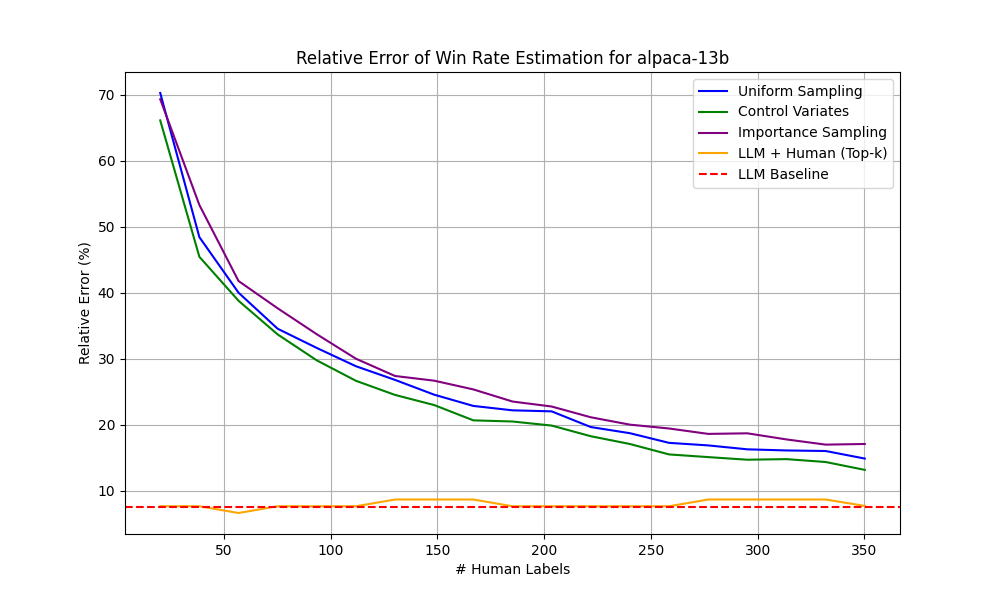 Relative Error of Win Rate Estimation for alpaca-13b
Uniform Sampling
Control Variates
Importance Sampling
LLM + Human (Top-k)
LLM Baseline
Relative Error (%)
70
60
50
40
30
20
10
50 100 150 200 250 300 350
# Human Labels